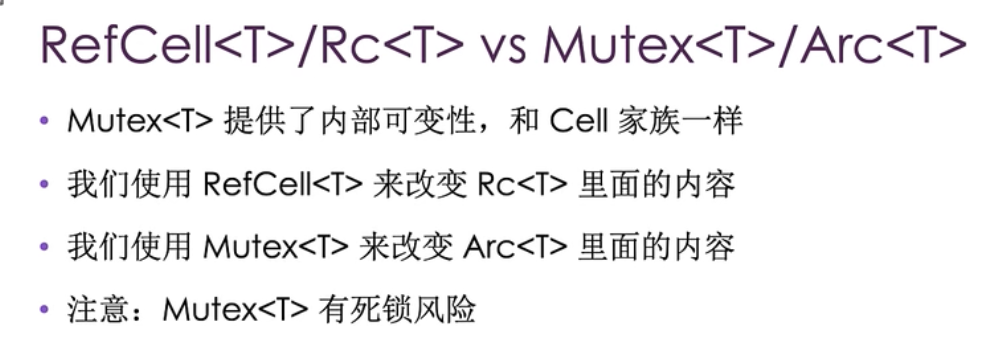 RefCell<T>/Rc<T> vs Mutex<T>/Arc<T>
• Mutex<T> 提供了内部可变性，和 Cell 家族一样
• 我们使用 RefCell<T> 来改变 Rc<T> 里面的内容
• 我们使用 Mutex<T> 来改变 Arc<T> 里面的内容
• 注意：Mutex<T> 有死锁风险